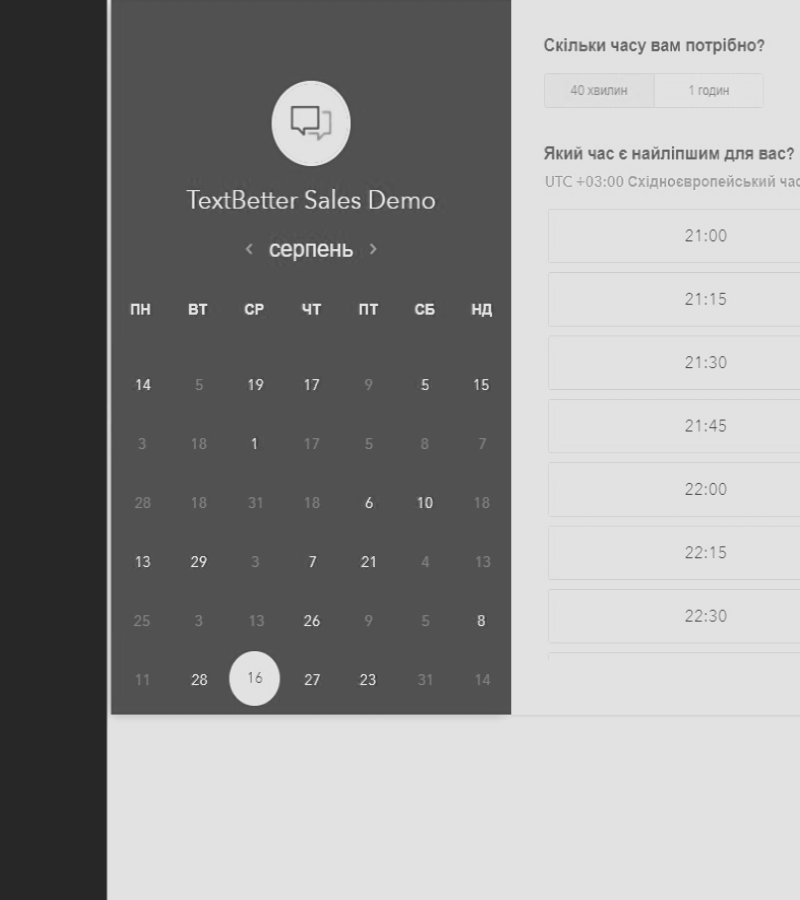 TextBetter Sales Demo
серпень
ПН ВТ СР ЧТ ПТ СБ НД
14 5 19 17 9 5 15
3 18 1 17 5 8 7
28 18 31 18 6 10 18
13 29 3 7 21 4 13
25 3 13 26 9 5 8
11 28 16 27 23 31 14
Скільки часу вам потрібно?
40 хвилин 1 годин
Який час є найліпшим для вас?
UTC +03:00 Східноєвропейський час
21:00
21:15
21:30
21:45
22:00
22:15
22:30